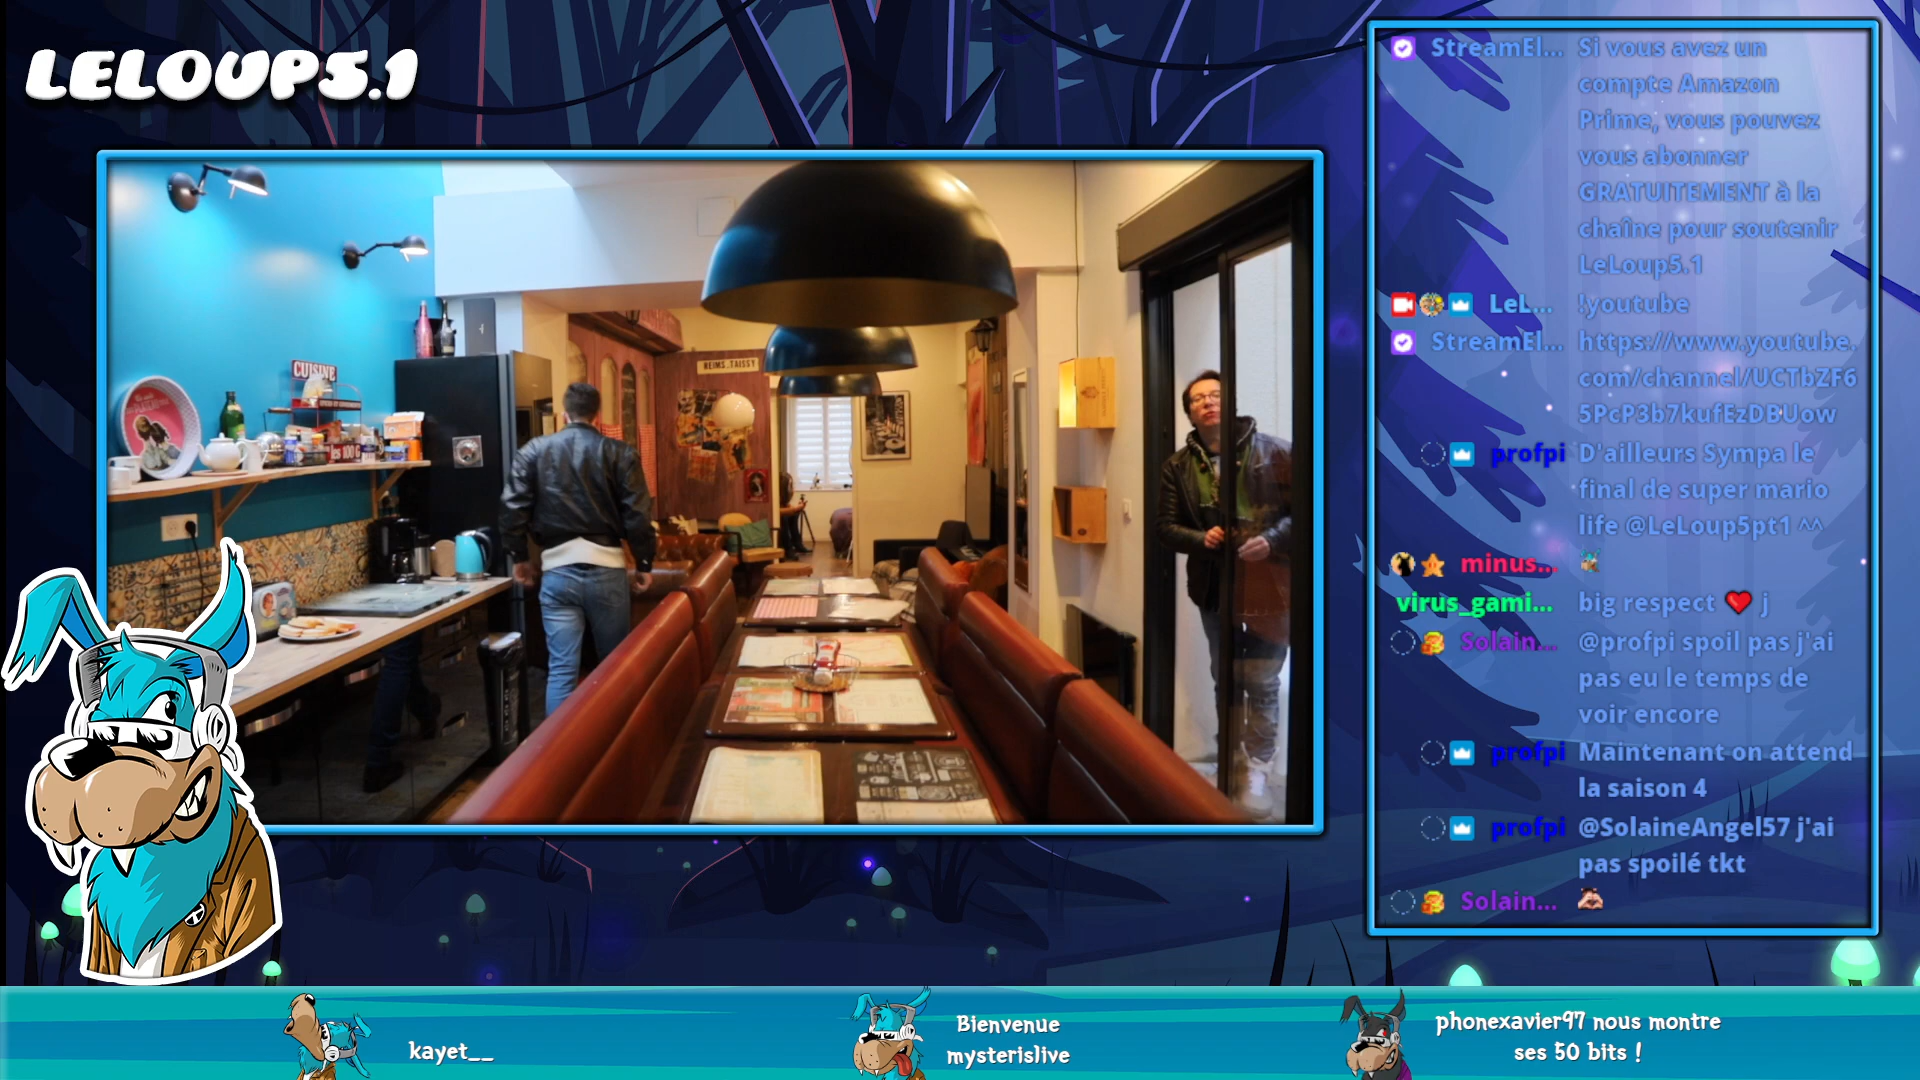 LELOUP5.1
CUISINE
REIMS_TAISSY
les 100 G
StreamEl... Si vous avez un
compte Amazon
Prime, vous pouvez
vous abonner
GRATUITEMENT à la
chaîne pour soutenir
LeLoup5.1
LeL... !youtube
StreamEl... https://www.youtube.
com/channel/UCTbZF6
5PcP3b7kufEzDBUow
profpi D'ailleurs Sympa le
final de super mario
life @LeLoup5pt1 ^^
minus...
virus_gami... big respect ❤ j
Solain... @profpi spoil pas j'ai
pas eu le temps de
voir encore
profpi Maintenant on attend
la saison 4
profpi @SolaineAngel57 j'ai
pas spoilé tkt
Solain...
kayet__
Bienvenue
mysterislive
phonexavier97 nous montre
ses 50 bits !